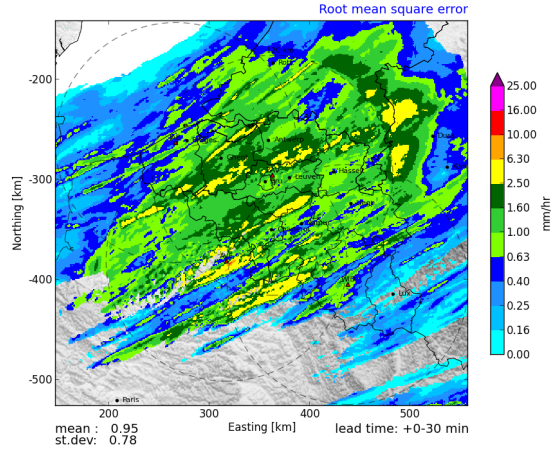 Root mean square error
-200
-300
-400
-500
Northing [km]
200
300
400
500
Easting [km]
Leuven
Hasselt
Paris
25.00
16.00
10.00
6.30
2.50
1.60
1.00
0.63
0.40
0.25
0.16
0.00
mm/hr
mean : 0.95
st.dev: 0.78
lead time: +0-30 min